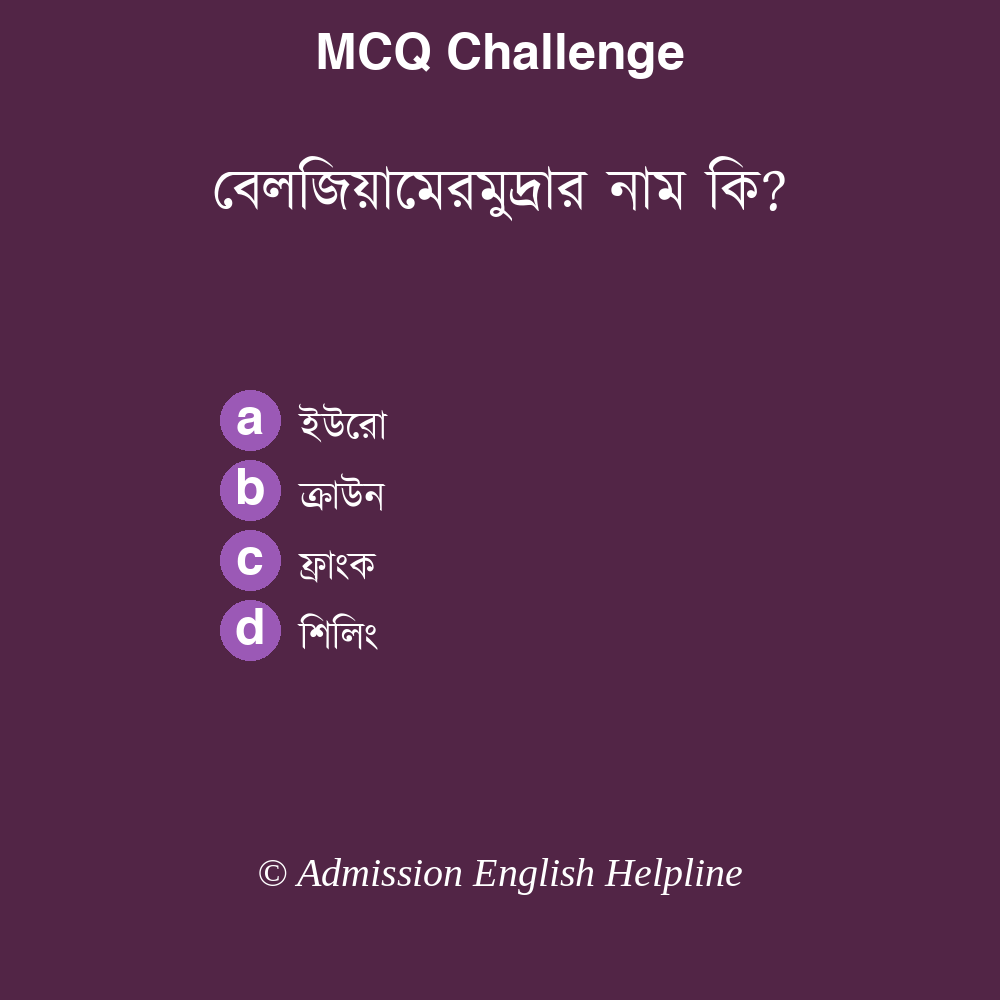 MCQ Challenge
বেলজিয়ামেরমুদ্রার নাম কি?
a ইউরো
b ক্রাউন
c ফ্রাংক
d শিলিং
© Admission English Helpline